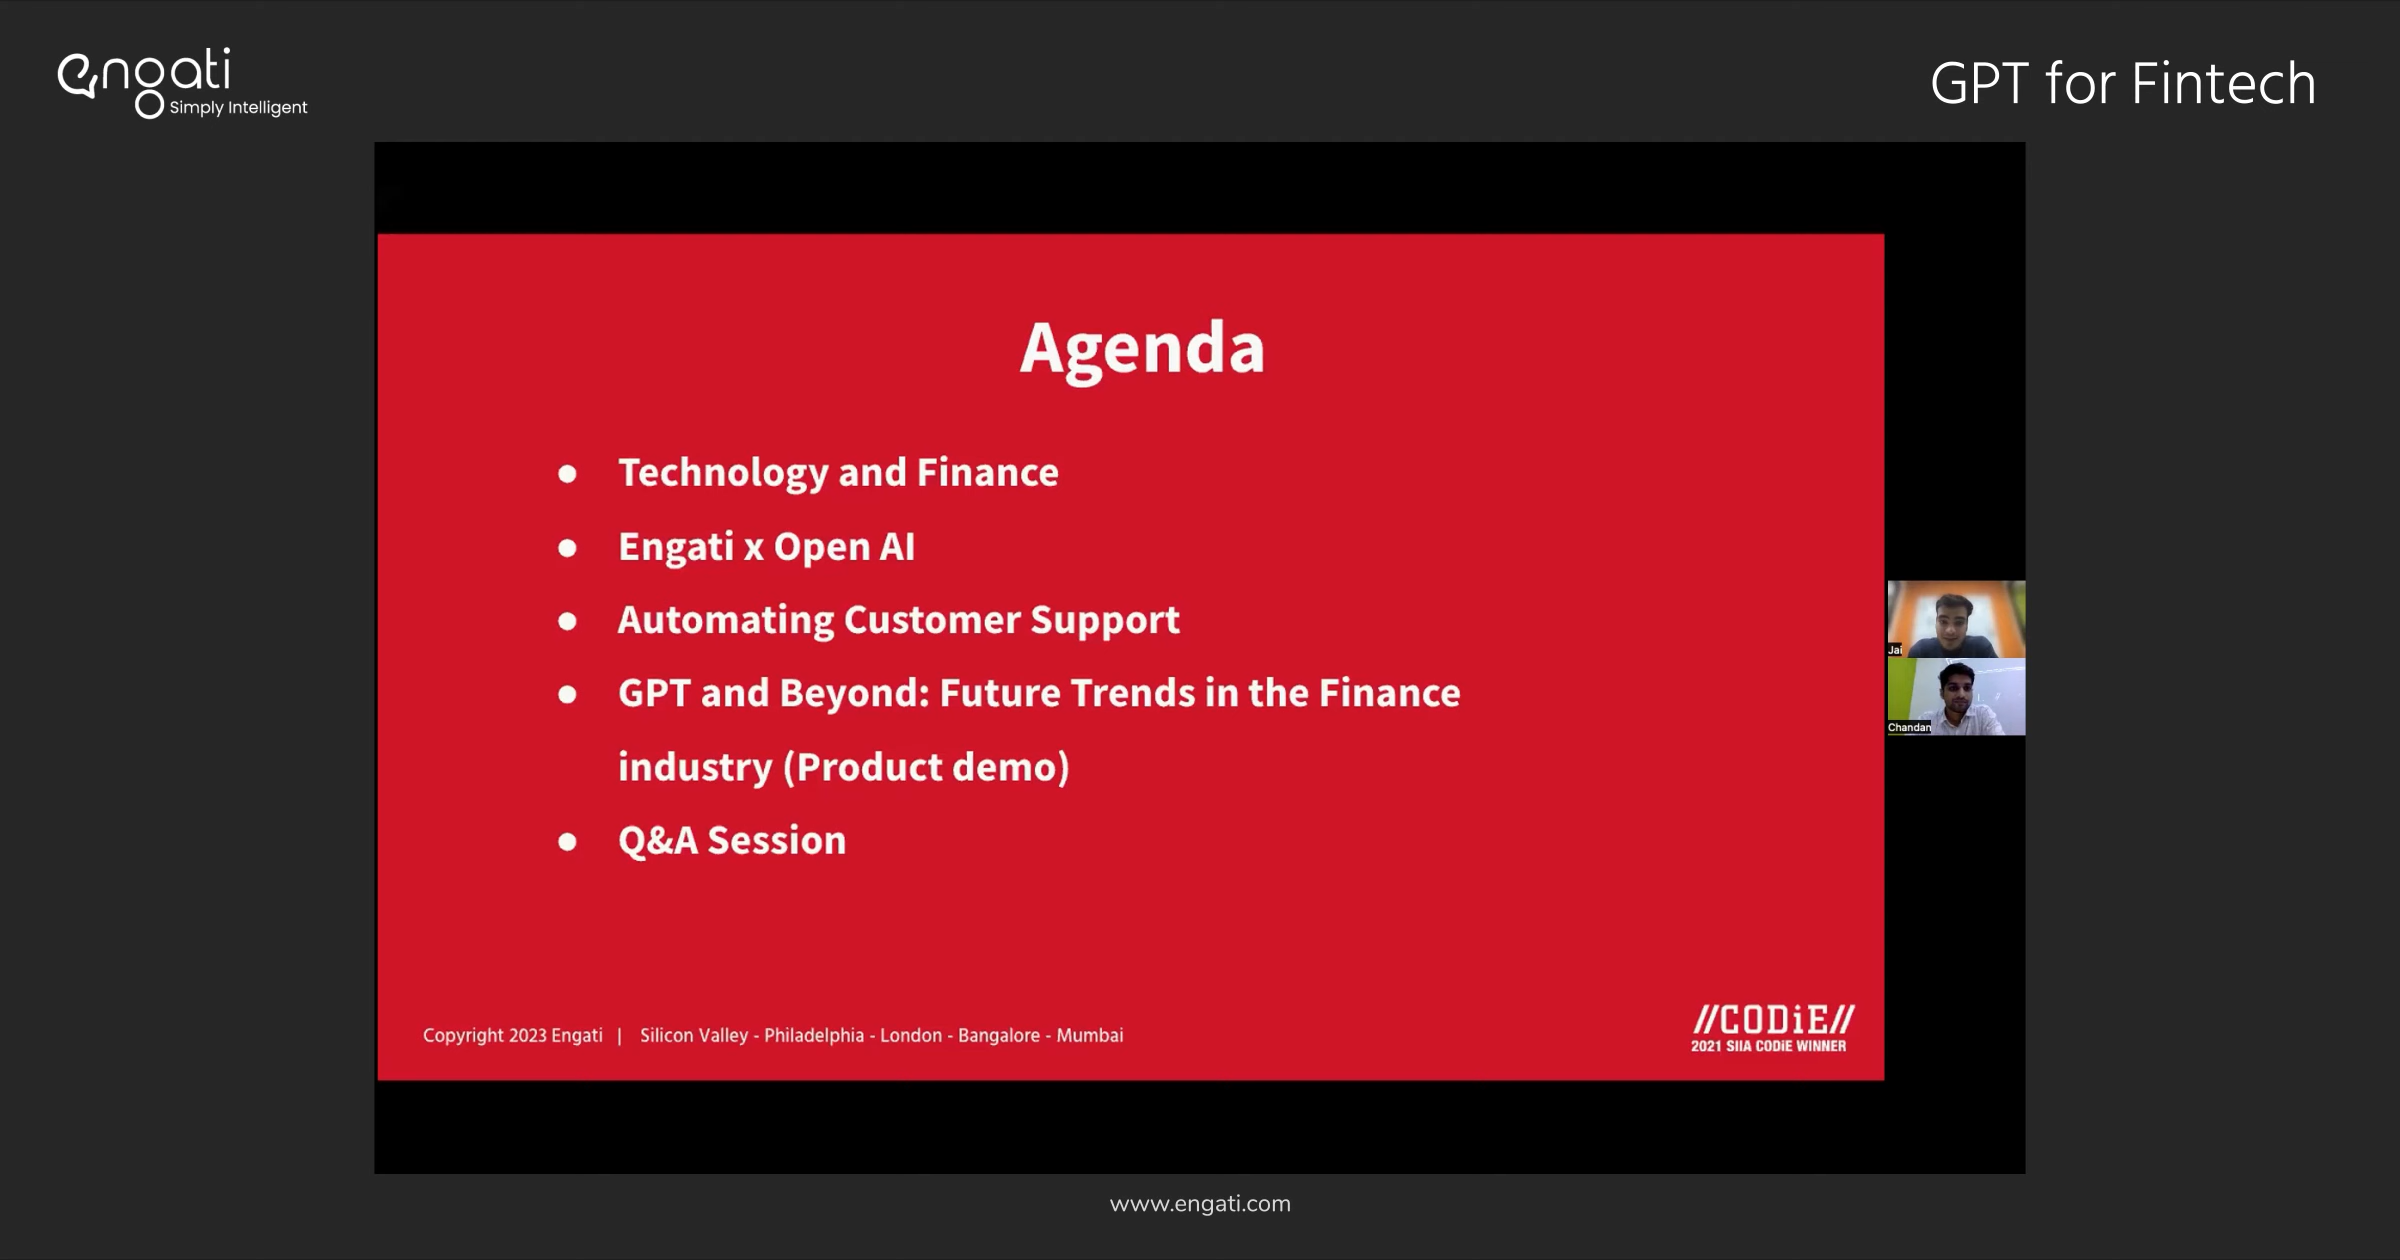 engati
Simply Intelligent
GPT for Fintech
Agenda
● Technology and Finance
● Engati x Open AI
● Automating Customer Support
● GPT and Beyond: Future Trends in the Finance
industry (Product demo)
● Q&A Session
Jai
Chandan
Copyright 2023 Engati | Silicon Valley - Philadelphia - London - Bangalore - Mumbai
//CODiE//
2021 SIIA CODiE WINNER
www.engati.com